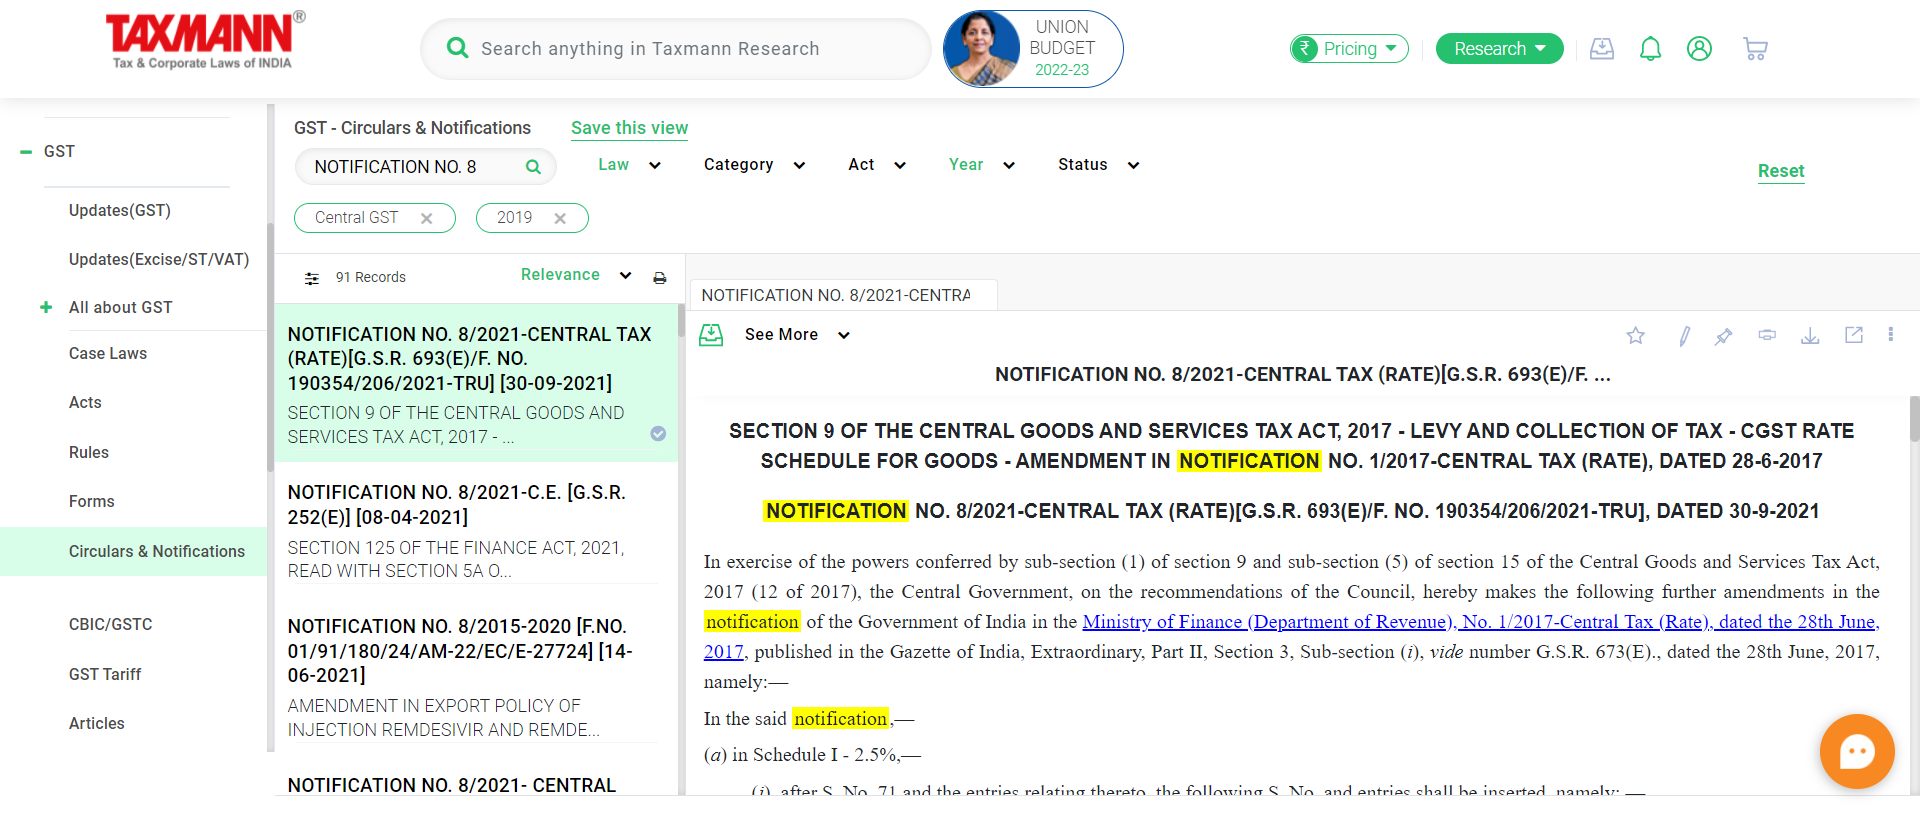 TAXMANN®
Tax & Corporate Laws of INDIA
Search anything in Taxmann Research
UNION
BUDGET
2022-23
₹ Pricing
Research
GST
Updates(GST)
Updates(Excise/ST/VAT)
All about GST
Case Laws
Acts
Rules
Forms
Circulars & Notifications
CBIC/GSTC
GST Tariff
Articles
GST - Circulars & Notifications
Save this view
NOTIFICATION NO. 8
Law
Category
Act
Year
Status
Reset
Central GST
2019
91 Records
Relevance
NOTIFICATION NO. 8/2021-CENTRAL TAX
(RATE)[G.S.R. 693(E)/F. NO.
190354/206/2021-TRU] [30-09-2021]
SECTION 9 OF THE CENTRAL GOODS AND
SERVICES TAX ACT, 2017 - ...
NOTIFICATION NO. 8/2021-C.E. [G.S.R.
252(E)] [08-04-2021]
SECTION 125 OF THE FINANCE ACT, 2021,
READ WITH SECTION 5A O...
NOTIFICATION NO. 8/2015-2020 [F.NO.
01/91/180/24/AM-22/EC/E-27724] [14-
06-2021]
AMENDMENT IN EXPORT POLICY OF
INJECTION REMDESIVIR AND REMDE...
NOTIFICATION NO. 8/2021- CENTRAL
NOTIFICATION NO. 8/2021-CENTRA
See More
NOTIFICATION NO. 8/2021-CENTRAL TAX (RATE)[G.S.R. 693(E)/F. ...
SECTION 9 OF THE CENTRAL GOODS AND SERVICES TAX ACT, 2017 - LEVY AND COLLECTION OF TAX - CGST RATE
SCHEDULE FOR GOODS - AMENDMENT IN NOTIFICATION NO. 1/2017-CENTRAL TAX (RATE), DATED 28-6-2017
NOTIFICATION NO. 8/2021-CENTRAL TAX (RATE)[G.S.R. 693(E)/F. NO. 190354/206/2021-TRU], DATED 30-9-2021
In exercise of the powers conferred by sub-section (1) of section 9 and sub-section (5) of section 15 of the Central Goods and Services Tax Act,
2017 (12 of 2017), the Central Government, on the recommendations of the Council, hereby makes the following further amendments in the
notification of the Government of India in the Ministry of Finance (Department of Revenue), No. 1/2017-Central Tax (Rate), dated the 28th June,
2017, published in the Gazette of India, Extraordinary, Part II, Section 3, Sub-section (i), vide number G.S.R. 673(E)., dated the 28th June, 2017,
namely:—
In the said notification,—
(a) in Schedule I - 2.5%,—
(i) after S. No. 71 and the entries relating thereto, the following S. No. and entries shall be inserted, namely: —